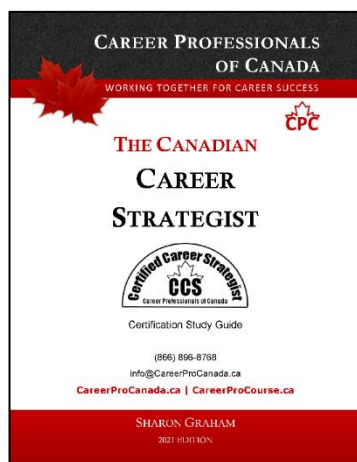 CAREER PROFESSIONALS
OF CANADA
WORKING TOGETHER FOR CAREER SUCCESS
CPC
THE CANADIAN
CAREER
STRATEGIST
Certified Career Strategist
CCS
Career Professionals of Canada
Certification Study Guide
(866) 896-8768
info@CareerProCanada.ca
CareerProCanada.ca | CareerProCourse.ca
SHARON GRAHAM
2021 EDITION